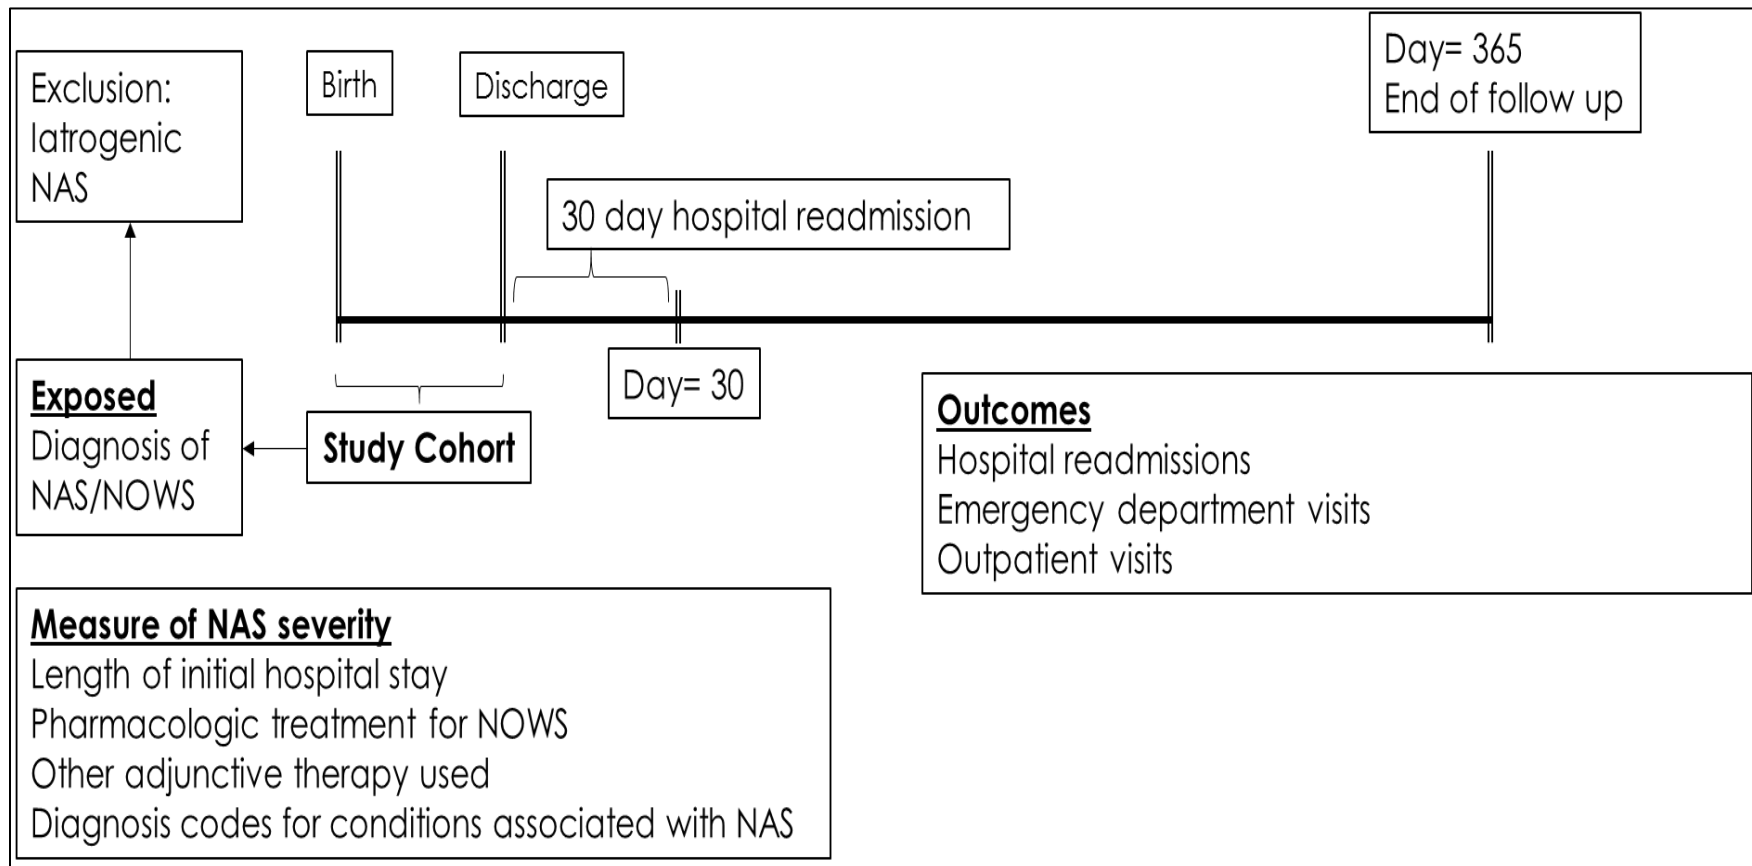 Exclusion:
Iatrogenic
NAS
Birth
Discharge
Day= 365
End of follow up
30 day hospital readmission
Day= 30
Exposed
Diagnosis of
NAS/NOWS
Study Cohort
Outcomes
Hospital readmissions
Emergency department visits
Outpatient visits
Measure of NAS severity
Length of initial hospital stay
Pharmacologic treatment for NOWS
Other adjunctive therapy used
Diagnosis codes for conditions associated with NAS